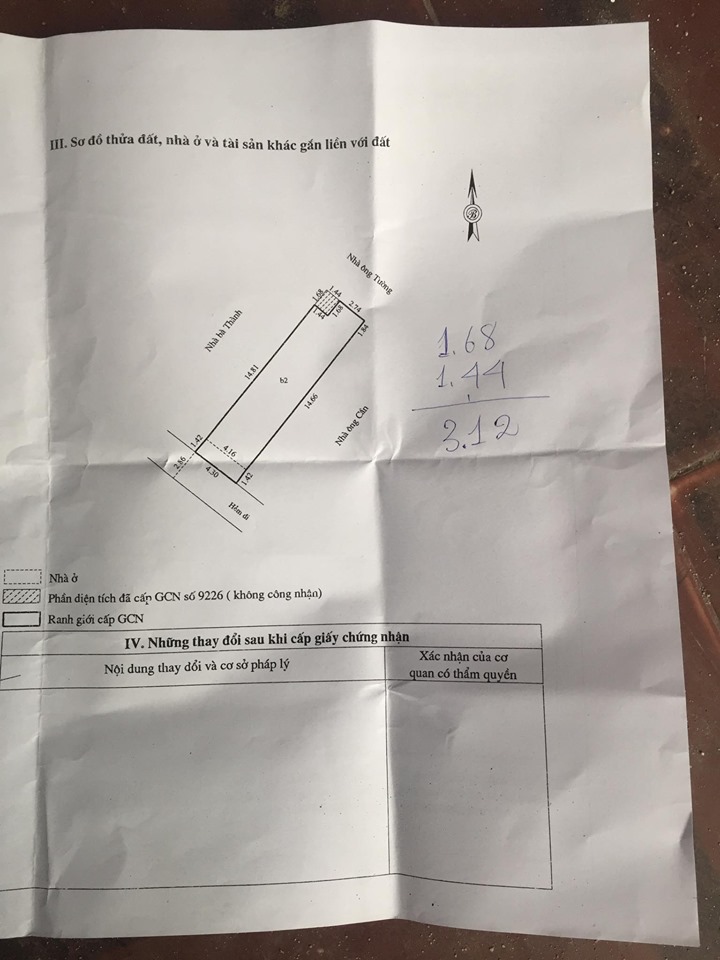 III. Sơ đồ thửa đất, nhà ở và tài sản khác gắn liền với đất
B
Nhà ông Tường
1.44
1.68
2.74
1.44
1.68
1.84
Nhà bà Thành
14.81
b2
14.66
Nhà ông Cẩn
1.42
4.16
2.36
4.30
1.42
Hẻm đi
1.68
1.44
3.12
Nhà ở
Phần diện tích đã cấp GCN số 9226 ( không công nhận)
Ranh giới cấp GCN
IV. Những thay đổi sau khi cấp giấy chứng nhận
Nội dung thay đổi và cơ sở pháp lý
Xác nhận của cơ
quan có thẩm quyền